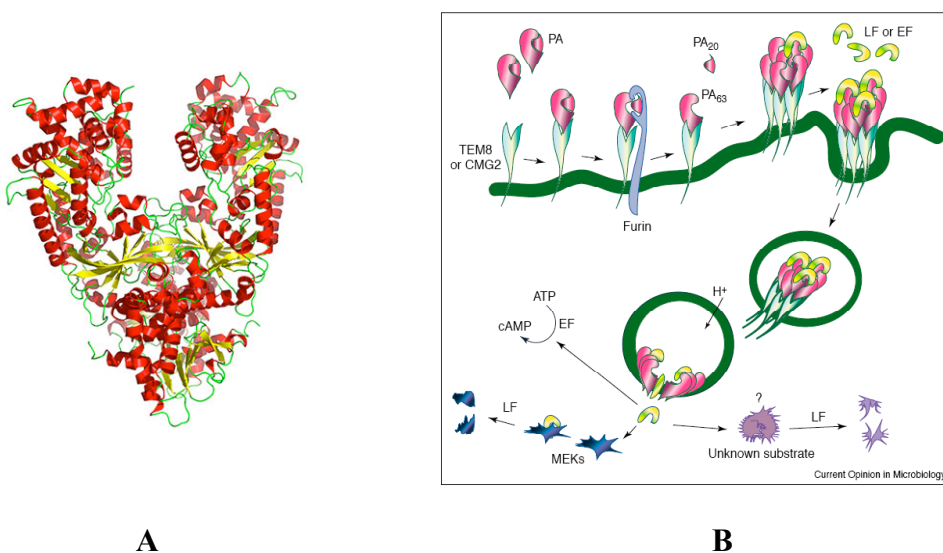 PA
PA20
LF or EF
PA63
TEM8
or CMG2
Furin
H+
ATP
cAMP
EF
?
LF
LF
MEKs
Unknown substrate
Current Opinion in Microbiology
A
B